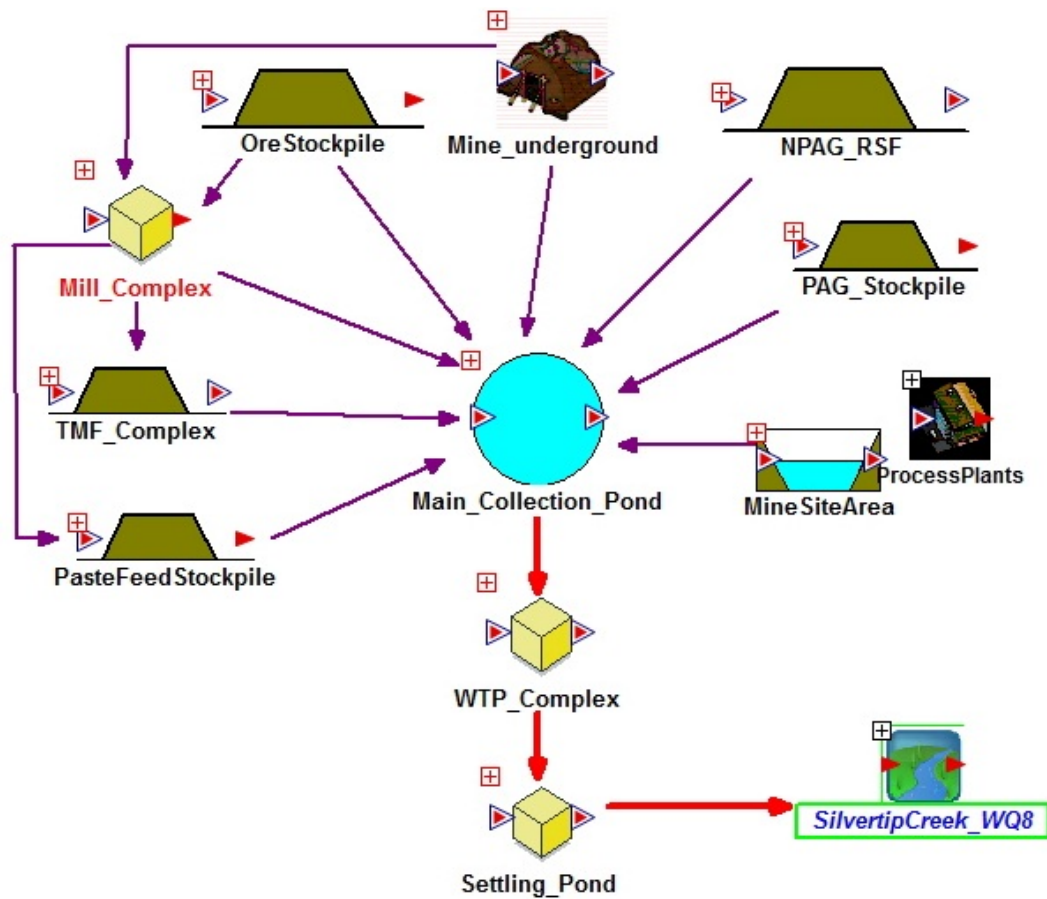 OreStockpile
Mine_underground
NPAG_RSF
Mill_Complex
PAG_Stockpile
TMF_Complex
ProcessPlants
Main_Collection_Pond
MineSiteArea
PasteFeedStockpile
WTP_Complex
SilvertipCreek_WQ8
Settling_Pond